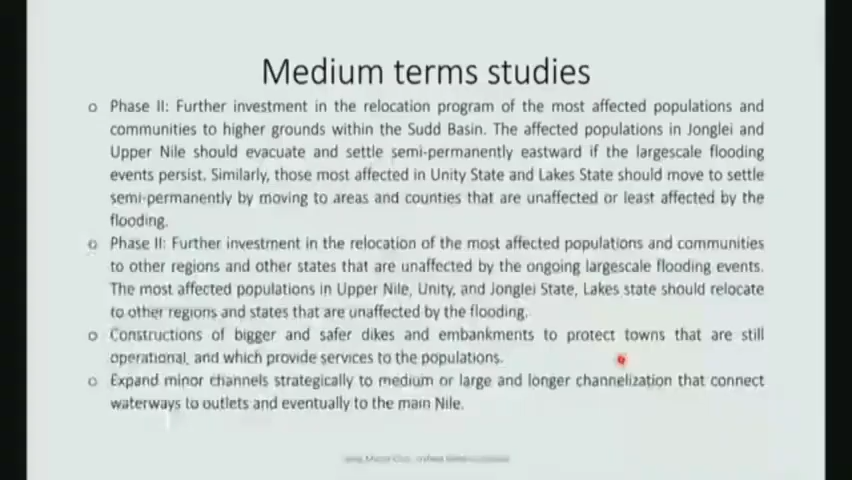 Medium terms studies
o Phase II: Further investment in the relocation program of the most affected populations and
communities to higher grounds within the Sudd Basin. The affected populations in Jonglei and
Upper Nile should evacuate and settle semi-permanently eastward if the largescale flooding
events persist. Similarly, those most affected in Unity State and Lakes State should move to settle
semi-permanently by moving to areas and counties that are unaffected or least affected by the
flooding.
o Phase II: Further investment in the relocation of the most affected populations and communities
to other regions and other states that are unaffected by the ongoing largescale flooding events.
The most affected populations in Upper Nile, Unity, and Jonglei State, Lakes state should relocate
to other regions and states that are unaffected by the flooding.
o Constructions of bigger and safer dikes and embankments to protect towns that are still
operational, and which provide services to the populations.
o Expand minor channels strategically to medium or large and longer channelization that connect
waterways to outlets and eventually to the main Nile.